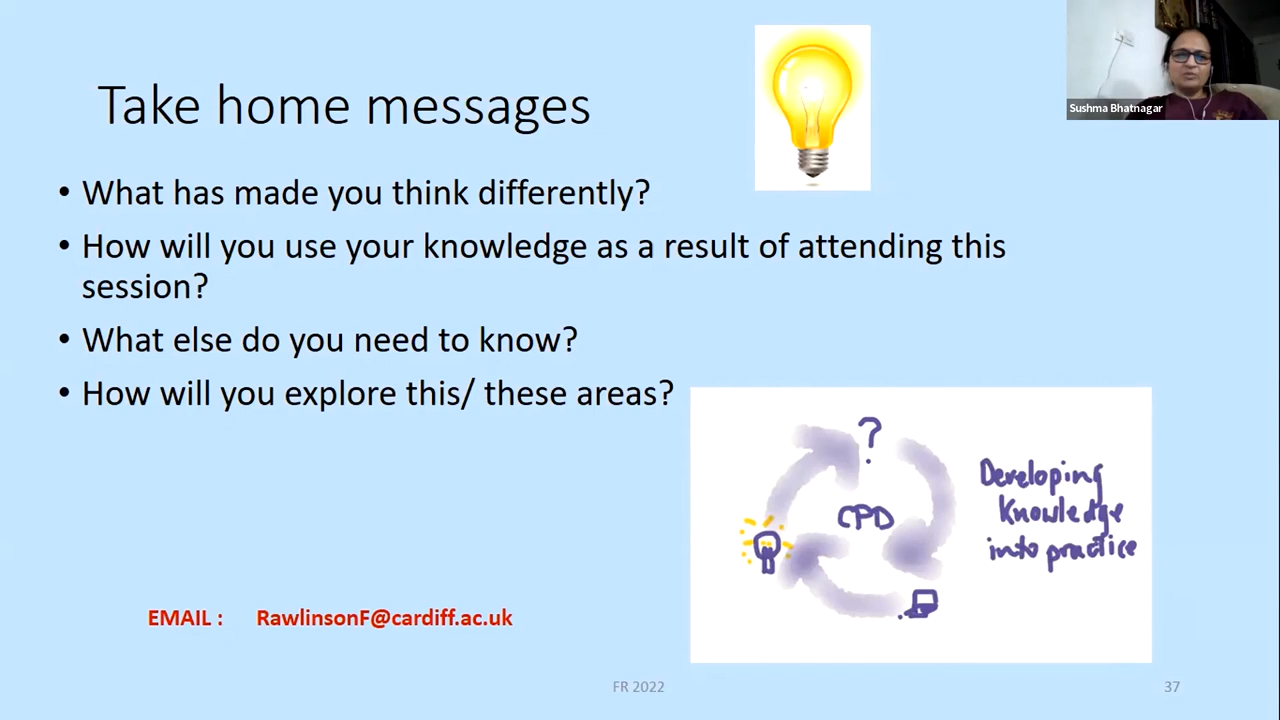 Take home messages
Sushma Bhatnagar
• What has made you think differently?
• How will you use your knowledge as a result of attending this
session?
• What else do you need to know?
• How will you explore this/ these areas?
?
CPD
Developing
Knowledge
into practice
EMAIL : RawlinsonF@cardiff.ac.uk
FR 2022
37